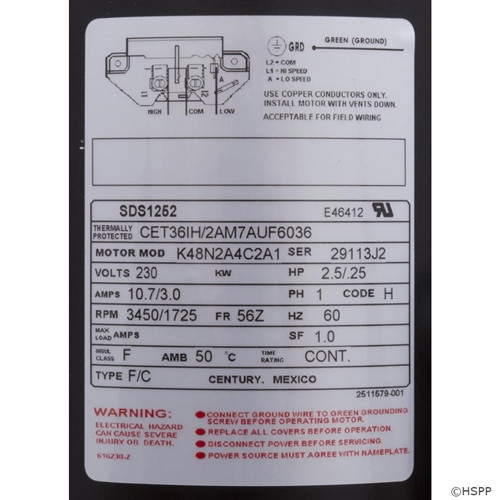 GRD GREEN (GROUND)
L2 = COM
L1 = HI SPEED
A = LO SPEED
L1 L2 A
HIGH COM LOW
USE COPPER CONDUCTORS ONLY.
INSTALL MOTOR WITH VENTS DOWN.
ACCEPTABLE FOR FIELD WIRING
SDS1252 E46412
THERMALLY PROTECTED CET36IH/2AM7AUF6036
MOTOR MOD K48N2A4C2A1 SER 29113J2
VOLTS 230 KW HP 2.5/.25
AMPS 10.7/3.0 PH 1 CODE H
RPM 3450/1725 FR 56Z HZ 60
MAX LOAD AMPS SF 1.0
INSUL CLASS F AMB 50 °C TIME RATING CONT.
TYPE F/C CENTURY. MEXICO
2511579-001
WARNING:
ELECTRICAL HAZARD
CAN CAUSE SEVERE
INJURY OR DEATH.
616230-2
CONNECT GROUND WIRE TO GREEN GROUNDING
SCREW BEFORE OPERATING MOTOR.
REPLACE ALL COVERS BEFORE OPERATION.
DISCONNECT POWER BEFORE SERVICING.
POWER SOURCE MUST AGREE WITH NAMEPLATE.
©HSPP